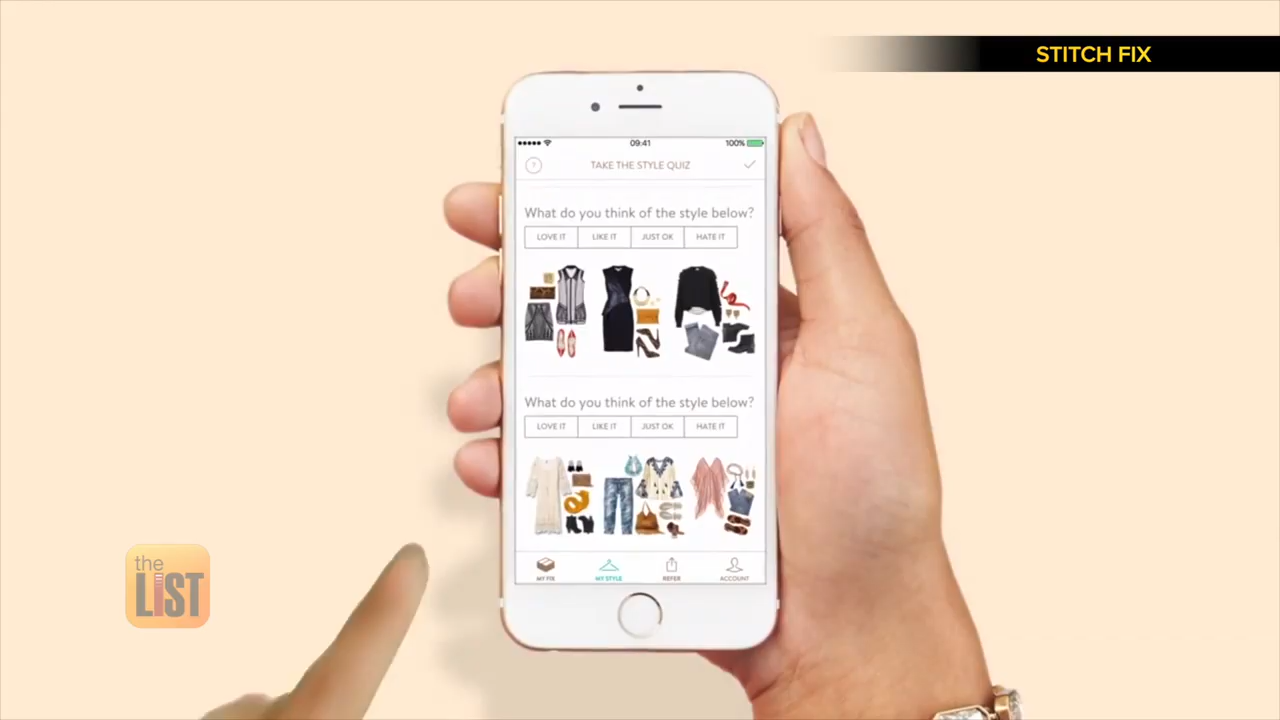 STITCH FIX
09:41
100%
?
TAKE THE STYLE QUIZ
What do you think of the style below?
LOVE IT LIKE IT JUST OK HATE IT
What do you think of the style below?
LOVE IT LIKE IT JUST OK HATE IT
MY FIX MY STYLE REFER ACCOUNT
the
LIST